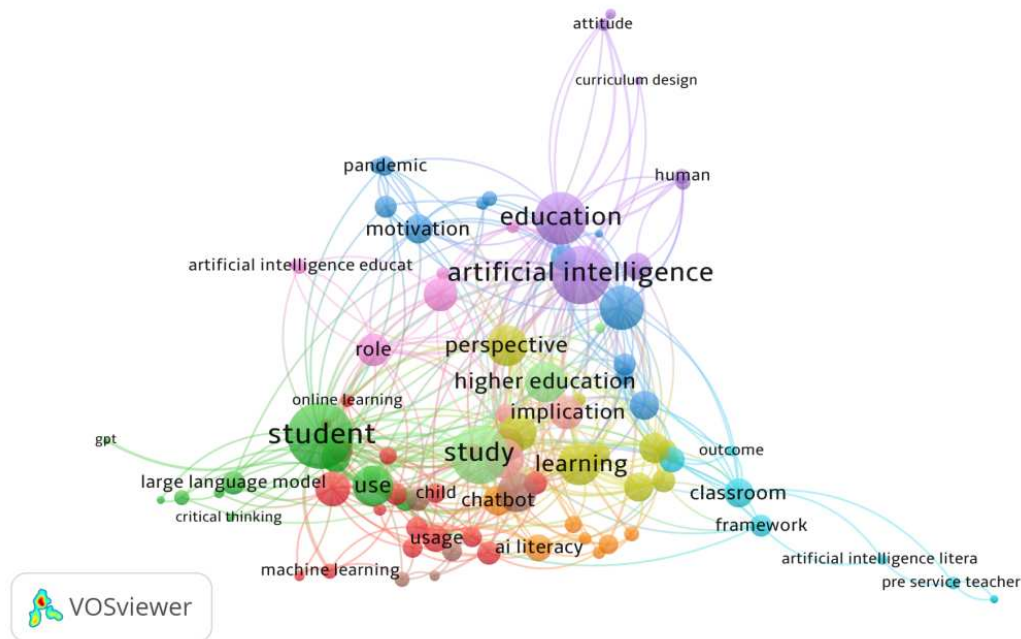 attitude
curriculum design
pandemic
human
education
motivation
artificial intelligence educat
artificial intelligence
role
perspective
higher education
online learning
implication
student
gpt
study
outcome
learning
large language model
use
child
chatbot
classroom
critical thinking
framework
usage
ai literacy
artificial intelligence litera
machine learning
pre service teacher
VOSviewer